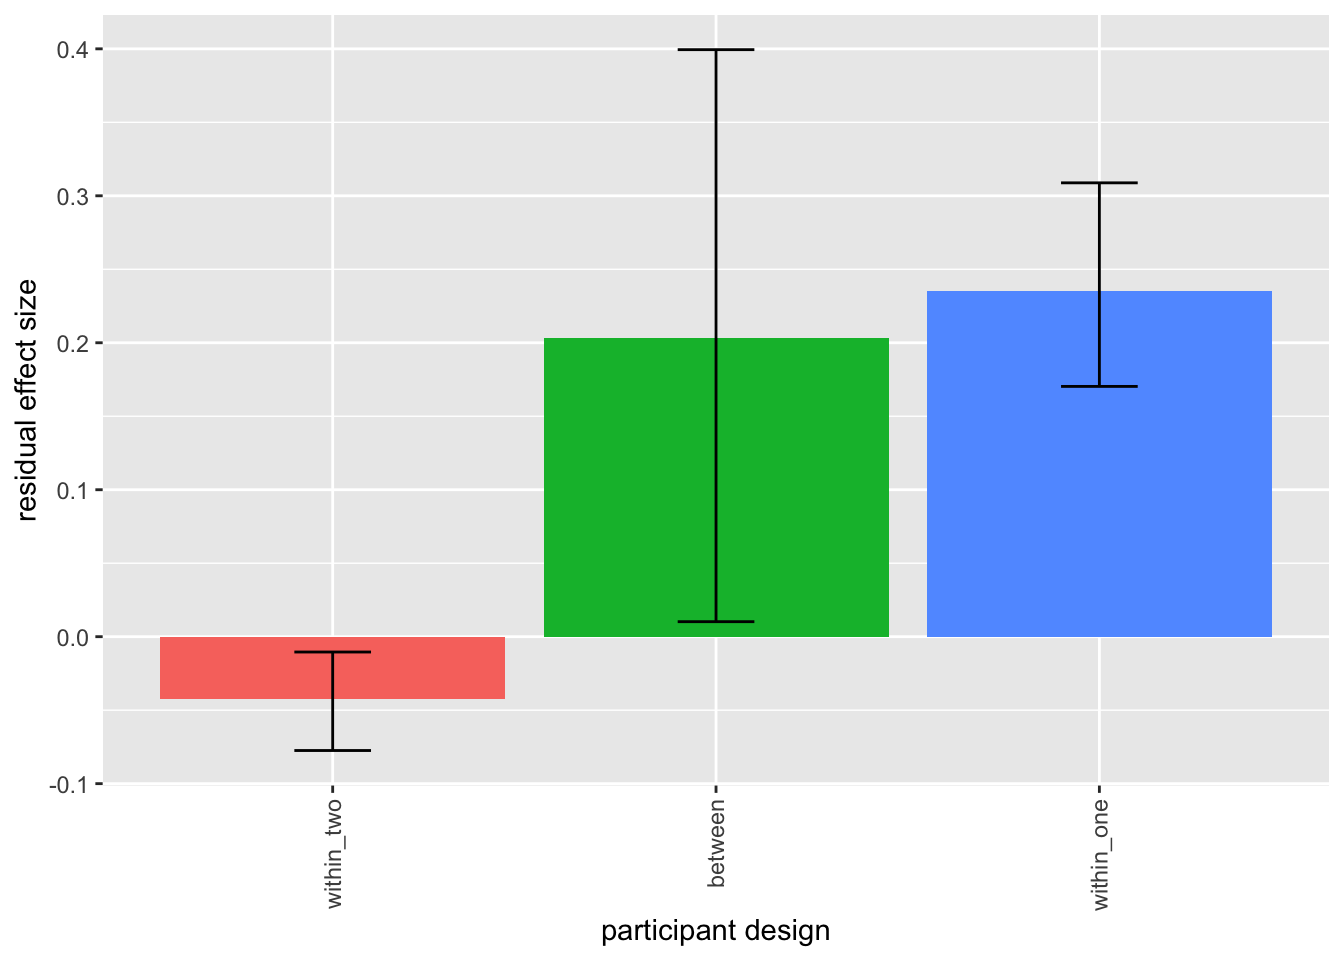 0.4
0.3
0.2
0.1
0.0
-0.1
residual effect size
within_two
between
within_one
participant design